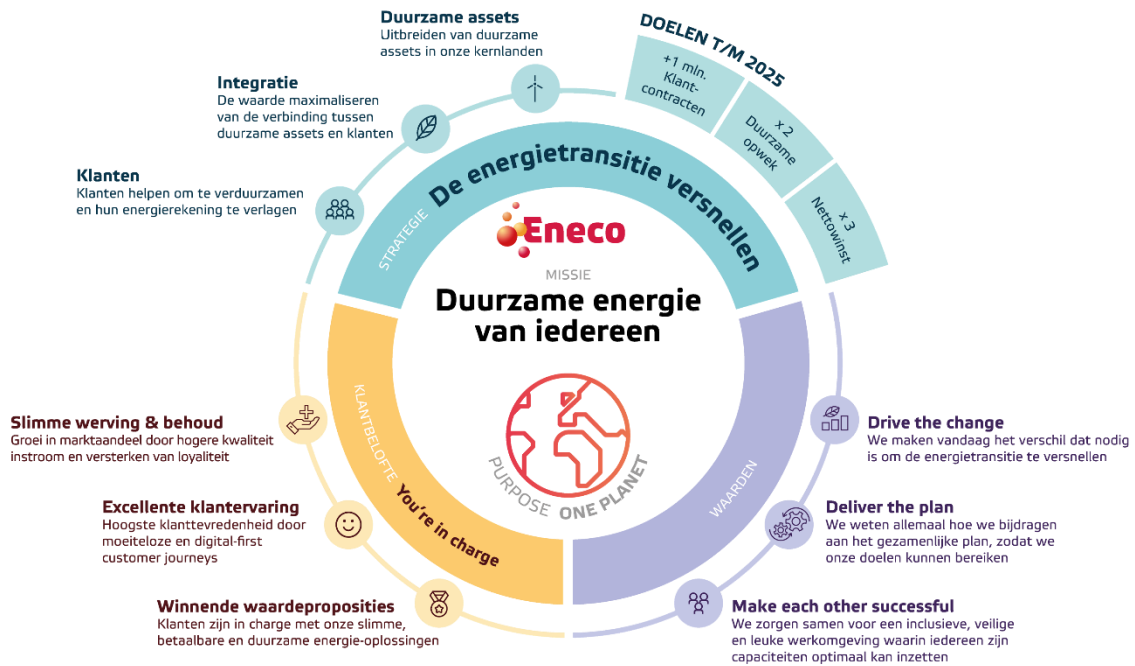 Duurzame assets
Uitbreiden van duurzame
assets in onze kernlanden
Integratie
De waarde maximaliseren
van de verbinding tussen
duurzame assets en klanten
Klanten
Klanten helpen om te verduurzamen
en hun energierekening te verlagen
DOELEN T/M 2025
+1 mln.
Klant-
contracten
x 2
Duurzame
opwek
x 3
Nettowinst
STRATEGIE De energietransitie versnellen
Eneco
MISSIE
Duurzame energie
van iedereen
PURPOSE ONE PLANET
KLANTBELOFTE You're in charge
WAARDEN
Slimme werving & behoud
Groei in marktaandeel door hogere kwaliteit
instroom en versterken van loyaliteit
Excellente klantervaring
Hoogste klanttevredenheid door
moeiteloze en digital-first
customer journeys
Winnende waardeproposities
Klanten zijn in charge met onze slimme,
betaalbare en duurzame energie-oplossingen
Drive the change
We maken vandaag het verschil dat nodig
is om de energietransitie te versnellen
Deliver the plan
We weten allemaal hoe we bijdragen
aan het gezamenlijke plan, zodat we
onze doelen kunnen bereiken
Make each other successful
We zorgen samen voor een inclusieve, veilige
en leuke werkomgeving waarin iedereen zijn
capaciteiten optimaal kan inzetten